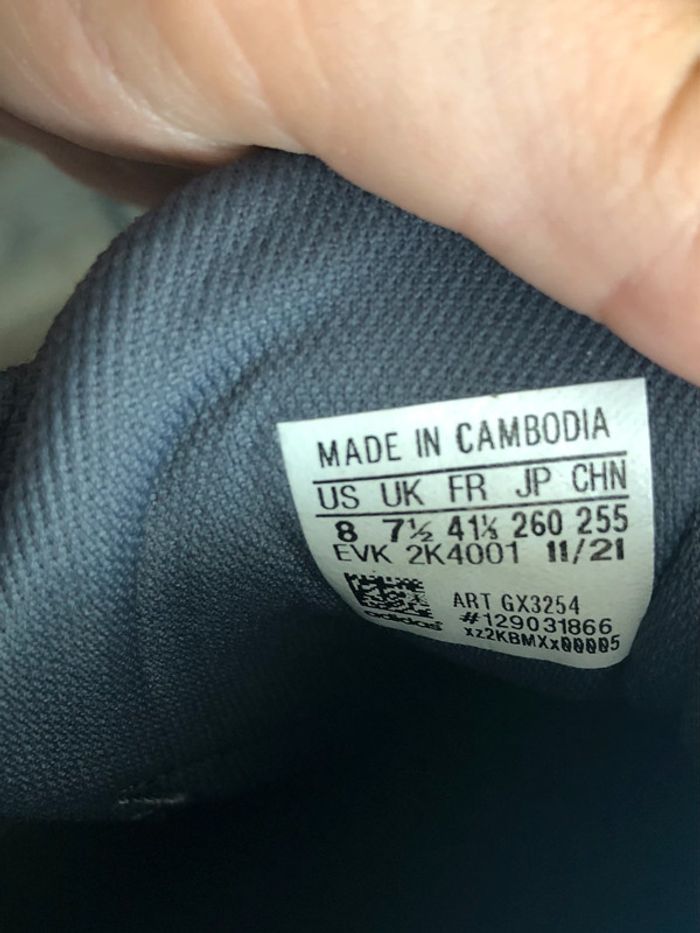 MADE IN CAMBODIA
US UK FR JP CHN
8 7½ 41⅓ 260 255
EVK 2K4001 11/21
ART GX3254
adidas #129031866
xz2KBMXx00005